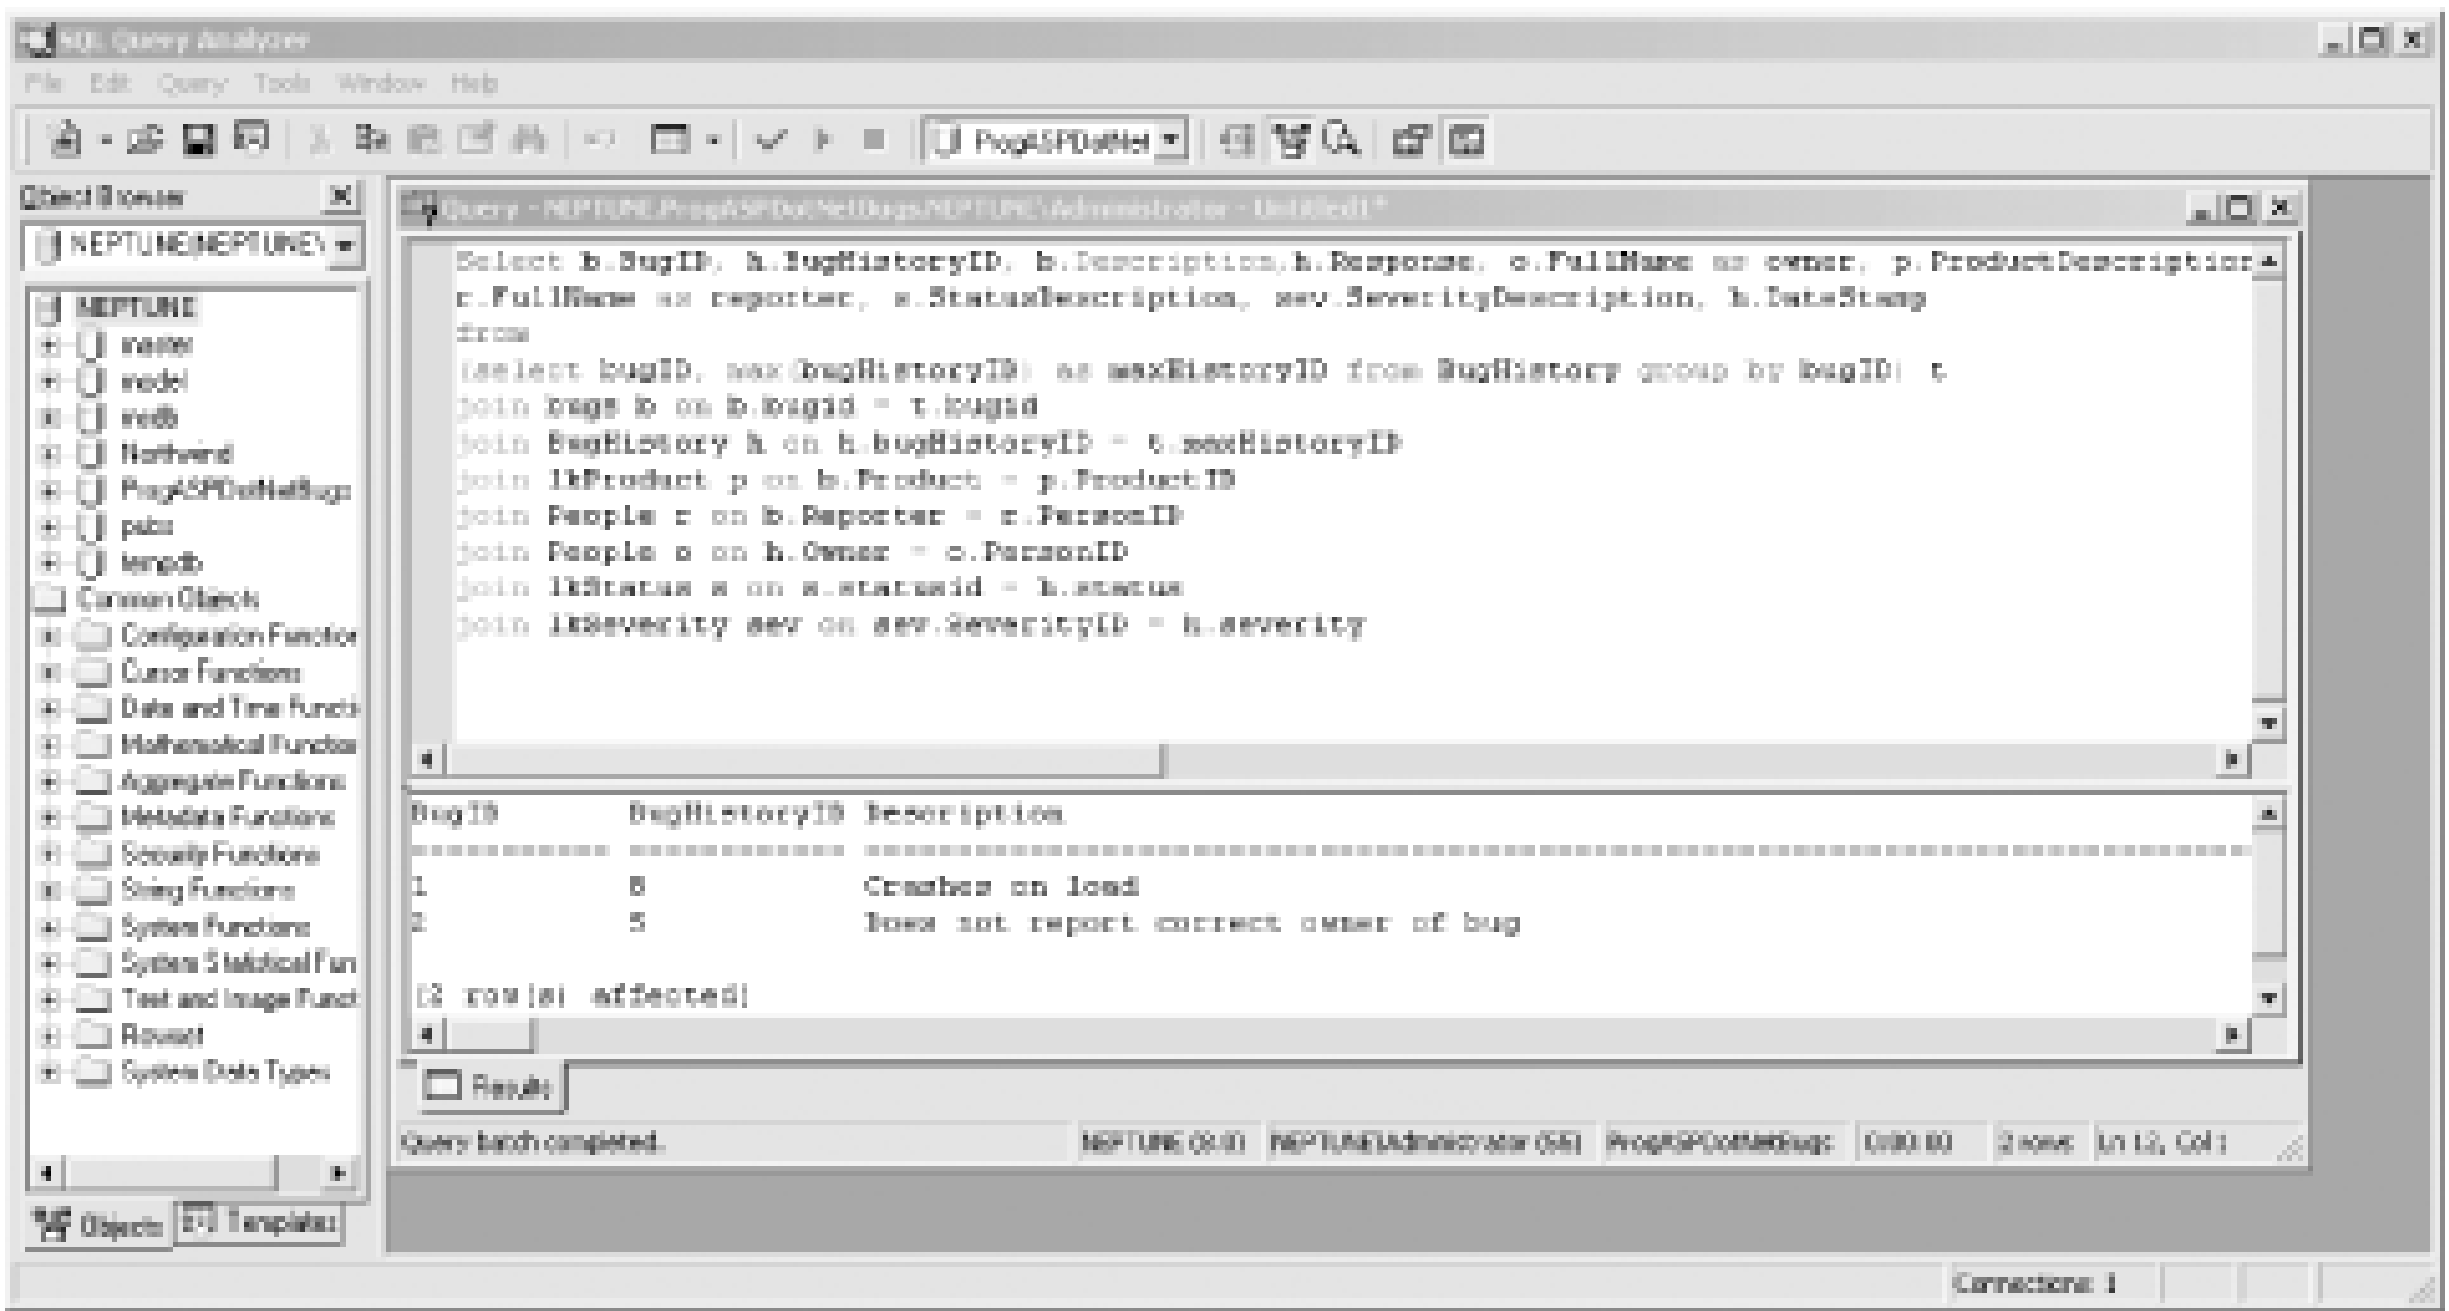 SQL Query Analyzer
File Edit Query Tools Window Help
ProgASPDotNet
Object Browser
NEPTUNE(NEPTUNE\
NEPTUNE
master
model
msdb
Northwind
ProgASPDotNetBugs
pubs
tempdb
Common Objects
Configuration Function
Cursor Functions
Date and Time Functi
Mathematical Function
Aggregate Functions
Metadata Functions
Security Functions
String Functions
System Functions
System Statistical Fun
Text and Image Funct
Rowset
System Data Types
Objects Templates
Query - NEPTUNE.ProgASPDotNetBugs.NEPTUNE\Administrator - Untitled1*
Select b.BugID, h.BugHistoryID, b.Description,h.Response, o.FullName as owner, p.ProductDescription
r.FullName as reporter, s.StatusDescription, sev.SeverityDescription, h.DateStamp
from
(select bugID, max(bugHistoryID) as maxHistoryID from BugHistory group by bugID) t
join bugs b on b.bugid = t.bugid
join BugHistory h on h.bugHistoryID = t.maxHistoryID
join lkProduct p on b.Product = p.ProductID
join People r on b.Reporter = r.PersonID
join People o on h.Owner = o.PersonID
join lkStatus s on s.statusid = h.status
join lkSeverity sev on sev.SeverityID = h.severity
BugID BugHistoryID Description
1 8 Crashes on load
2 5 Does not report correct owner of bug
(2 row(s) affected)
Results
Query batch completed. NEPTUNE (8.0) NEPTUNE\Administrator (55) ProgASPDotNetBugs 0:00:00 2 rows Ln 12, Col 1
Connections: 1